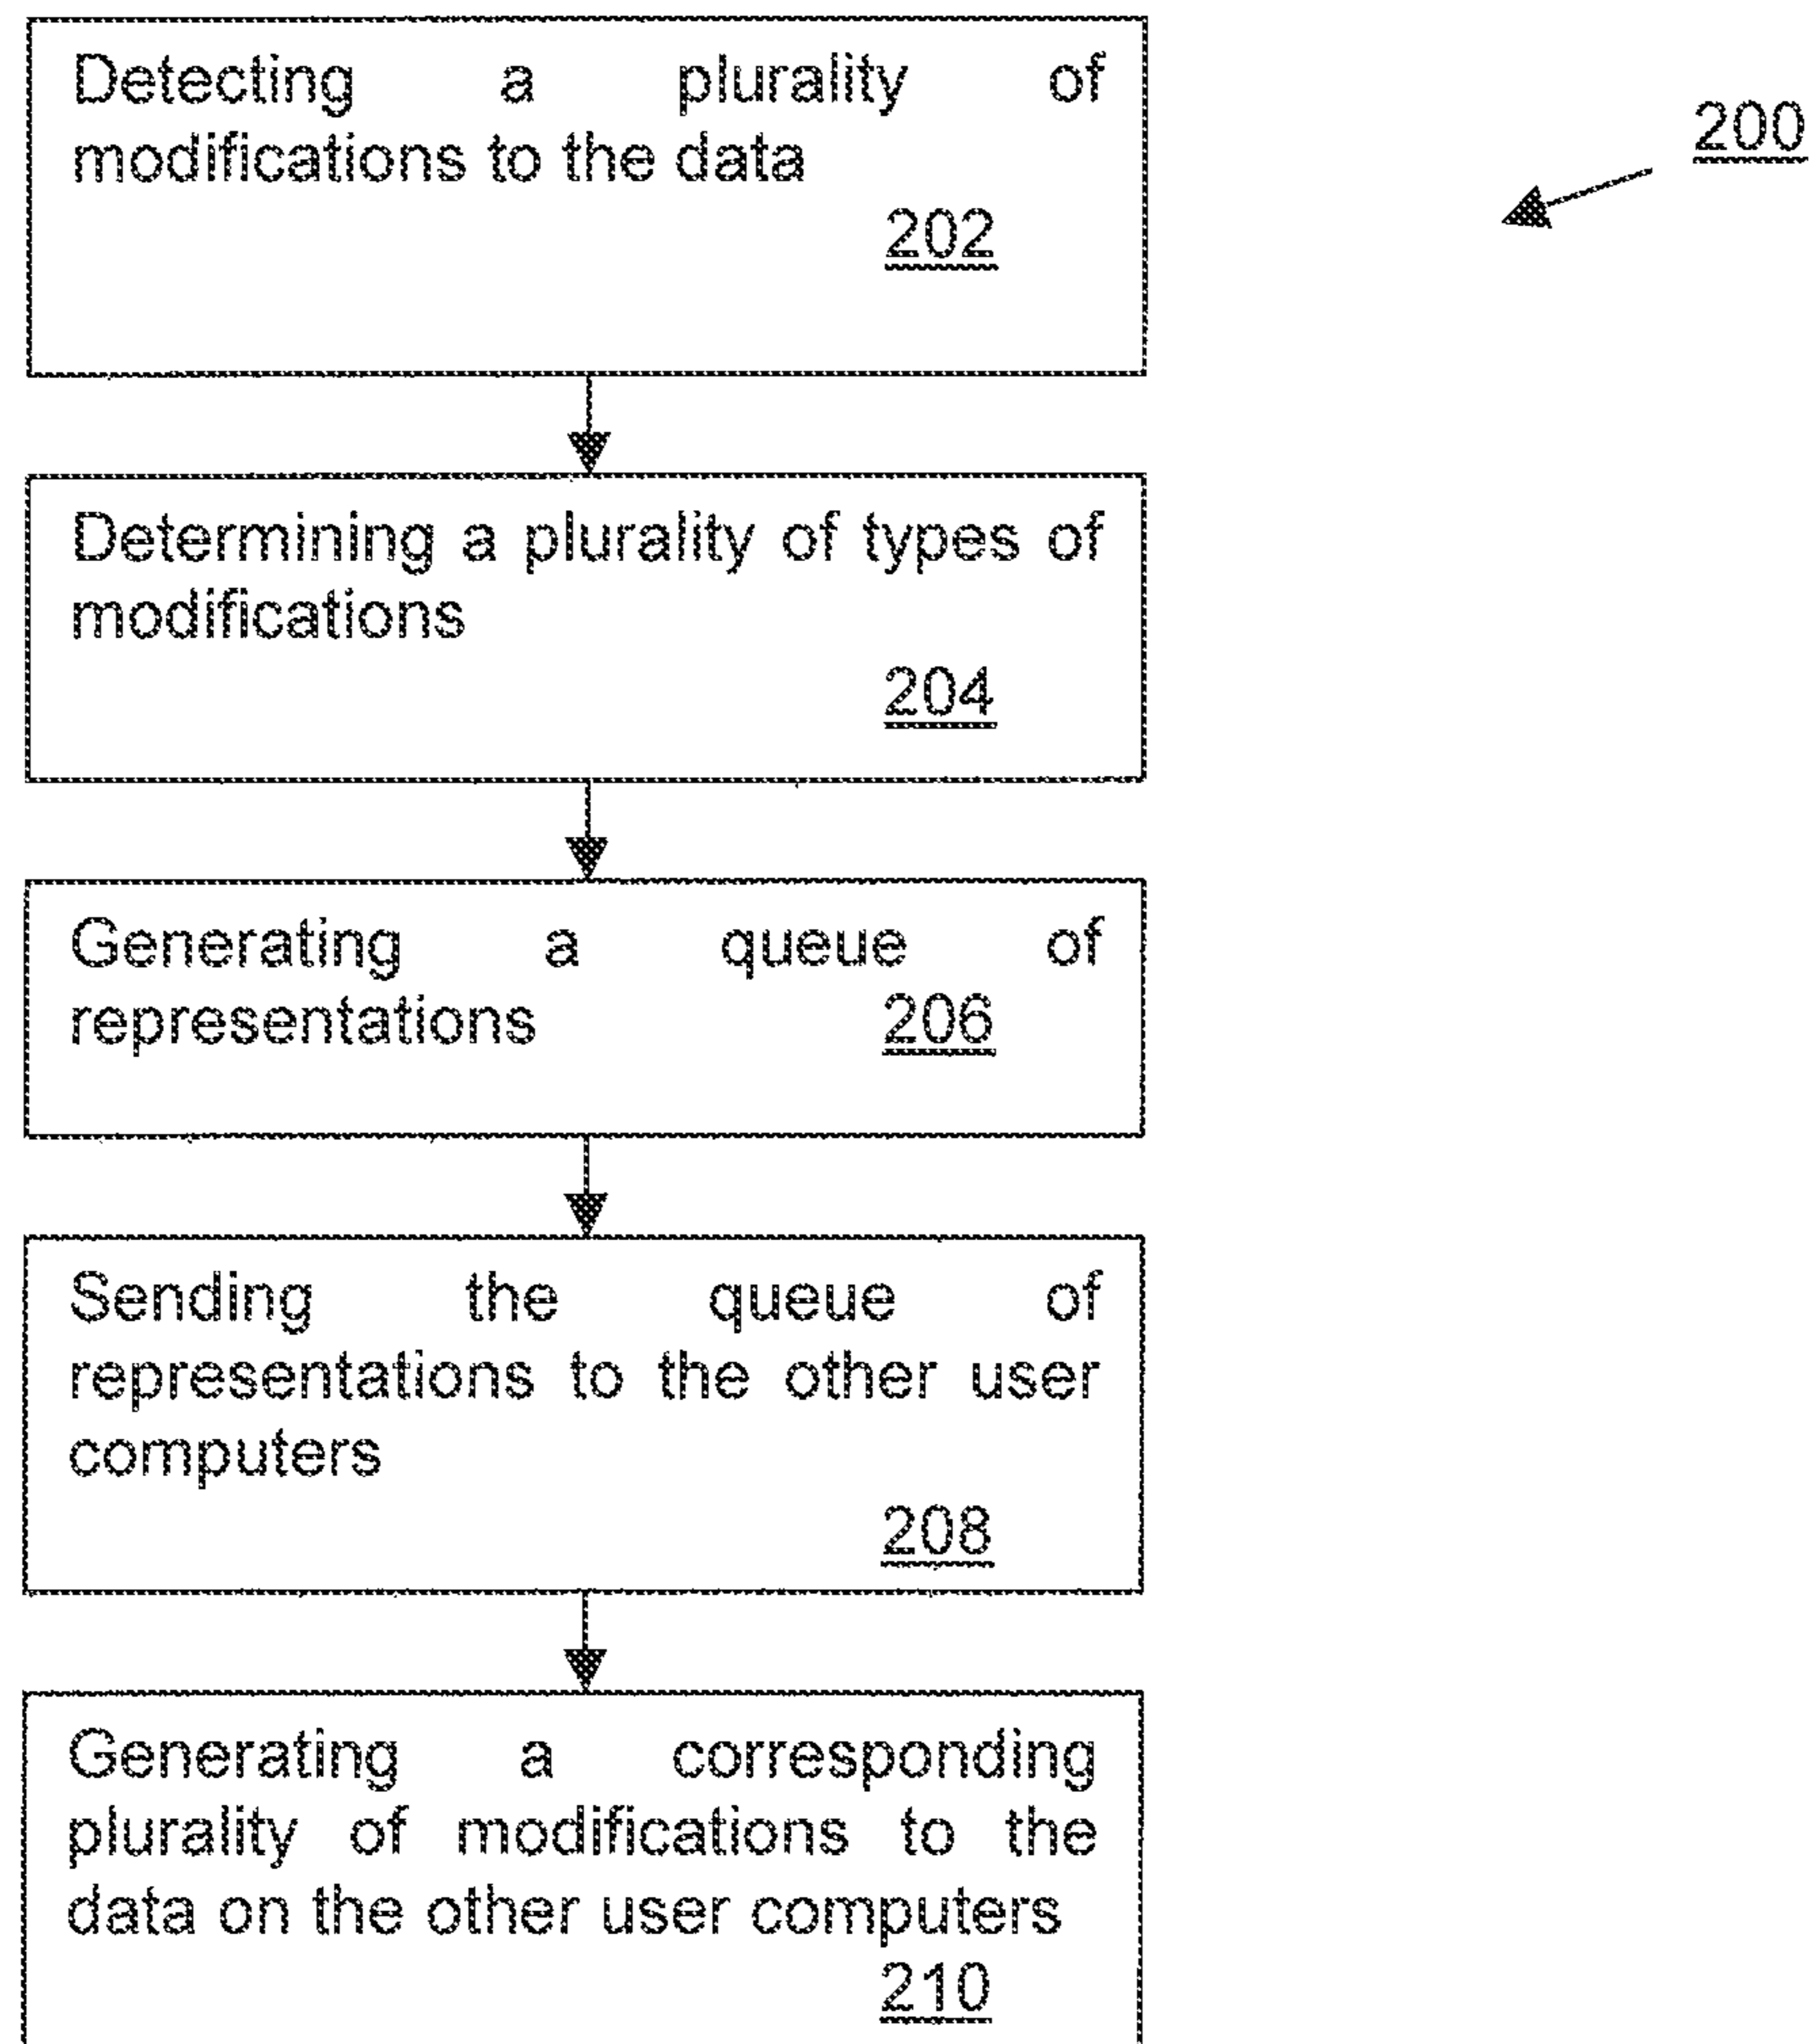 Detecting a plurality of
modifications to the data
202
200
Determining a plurality of types of
modifications
204
Generating a queue of
representations 206
Sending the queue of
representations to the other user
computers
208
Generating a corresponding
plurality of modifications to the
data on the other user computers
210